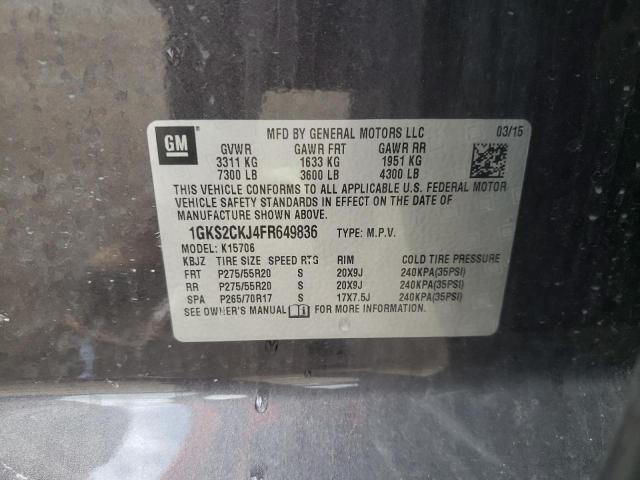 GM
MFD BY GENERAL MOTORS LLC 03/15
GVWR GAWR FRT GAWR RR
3311 KG 1633 KG 1951 KG
7300 LB 3600 LB 4300 LB
THIS VEHICLE CONFORMS TO ALL APPLICABLE U.S. FEDERAL MOTOR
VEHICLE SAFETY STANDARDS IN EFFECT ON THE DATE OF
MANUFACTURE SHOWN ABOVE.
1GKS2CKJ4FR649836 TYPE: M.P.V.
MODEL: K15706
KBJZ TIRE SIZE SPEED RTG RIM COLD TIRE PRESSURE
FRT P275/55R20 S 20X9J 240KPA(35PSI)
RR P275/55R20 S 20X9J 240KPA(35PSI)
SPA P265/70R17 S 17X7.5J 240KPA(35PSI)
SEE OWNER'S MANUAL FOR MORE INFORMATION.